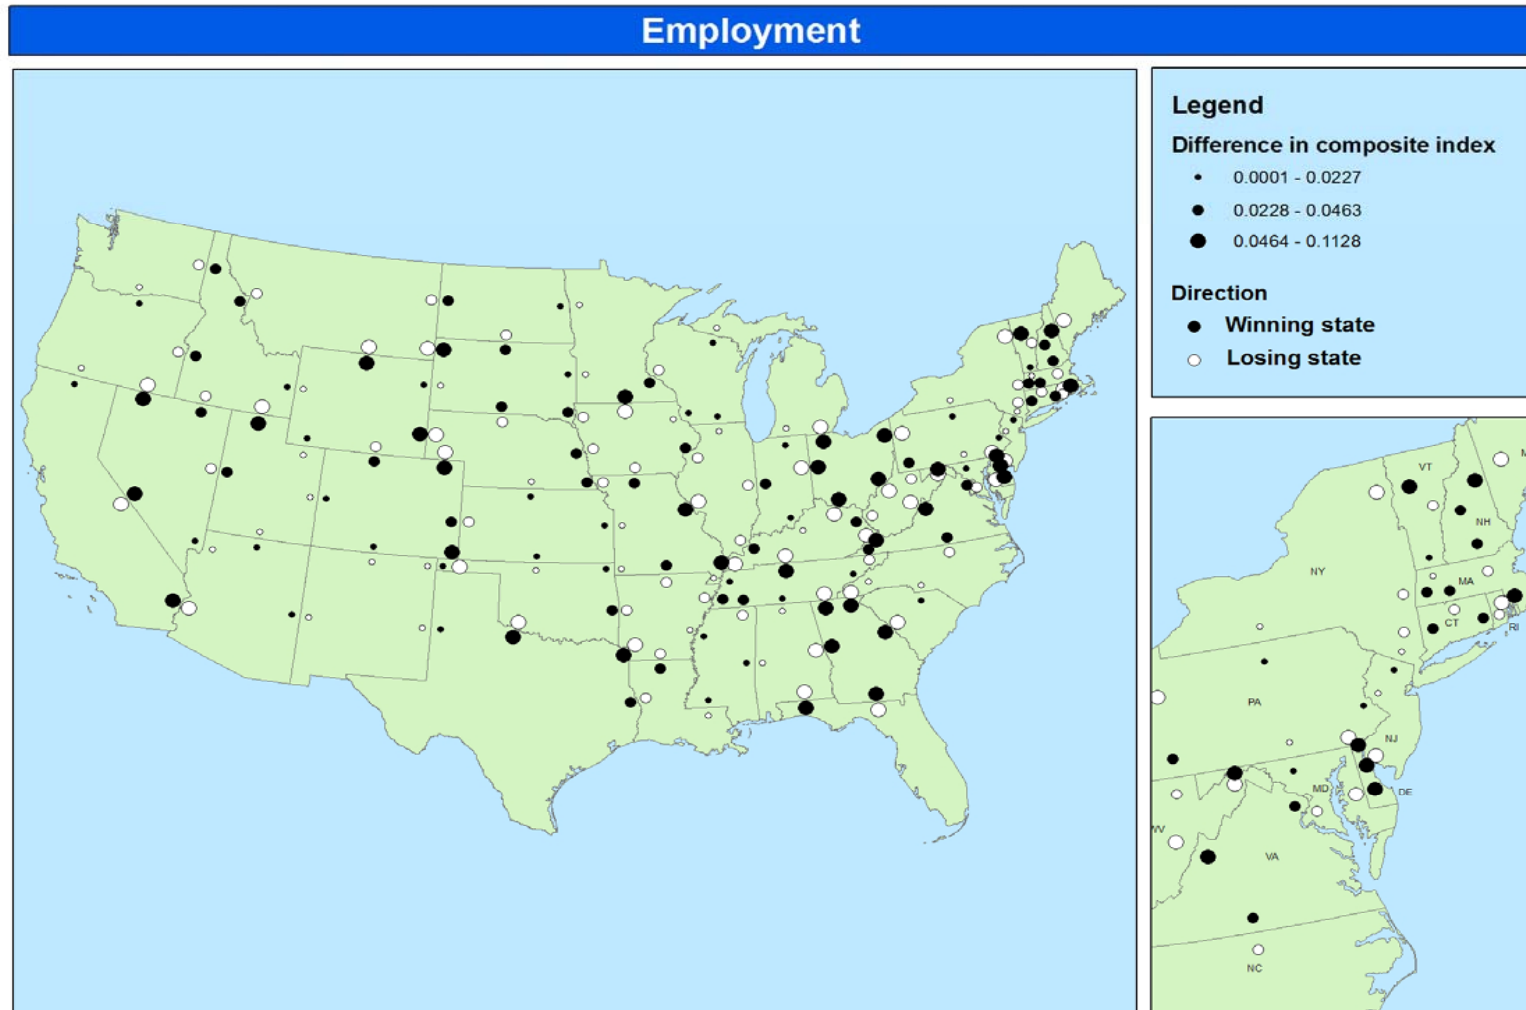 Employment
Legend
Difference in composite index
0.0001 - 0.0227
0.0228 - 0.0463
0.0464 - 0.1128
Direction
Winning state
Losing state
VT
M
NH
NY
MA
CT
RI
PA
NJ
MD
DE
WV
VA
NC